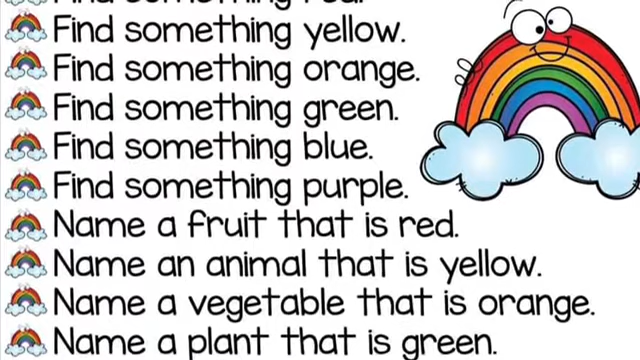 Find something yellow.
Find something orange.
Find something green.
Find something blue.
Find something purple.
Name a fruit that is red.
Name an animal that is yellow.
Name a vegetable that is orange.
Name a plant that is green.